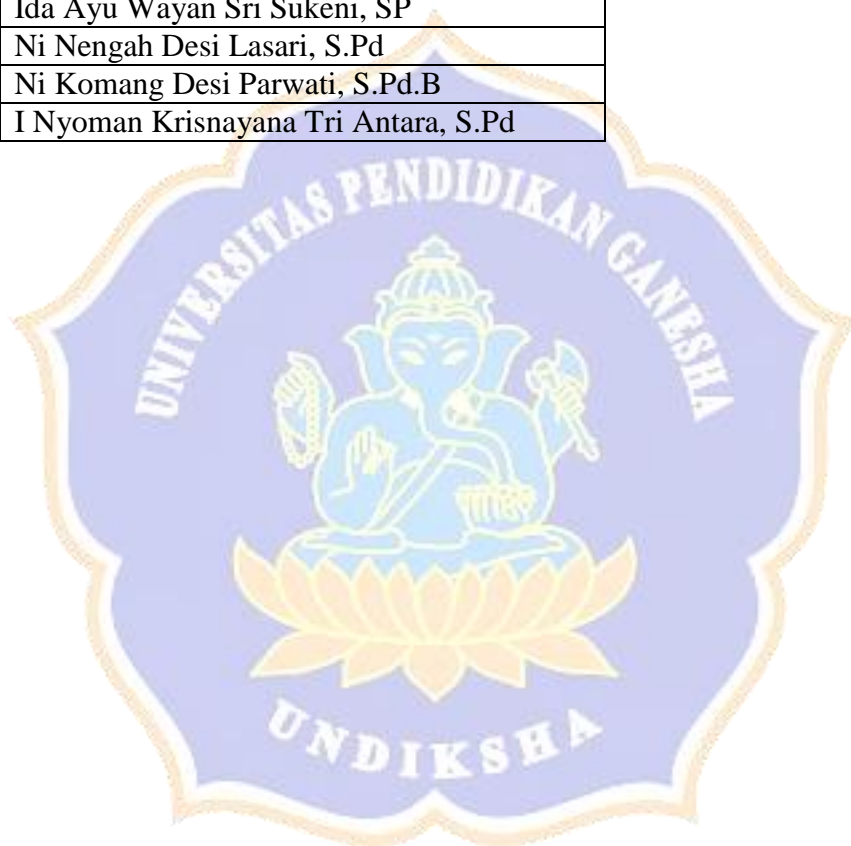 Ida Ayu Wayan Sri Sukeni, SP
Ni Nengah Desi Lasari, S.Pd
Ni Komang Desi Parwati, S.Pd.B
I Nyoman Krisnayana Tri Antara, S.Pd
UNIVERSITAS PENDIDIKAN GANESHA
UNDIKSHA